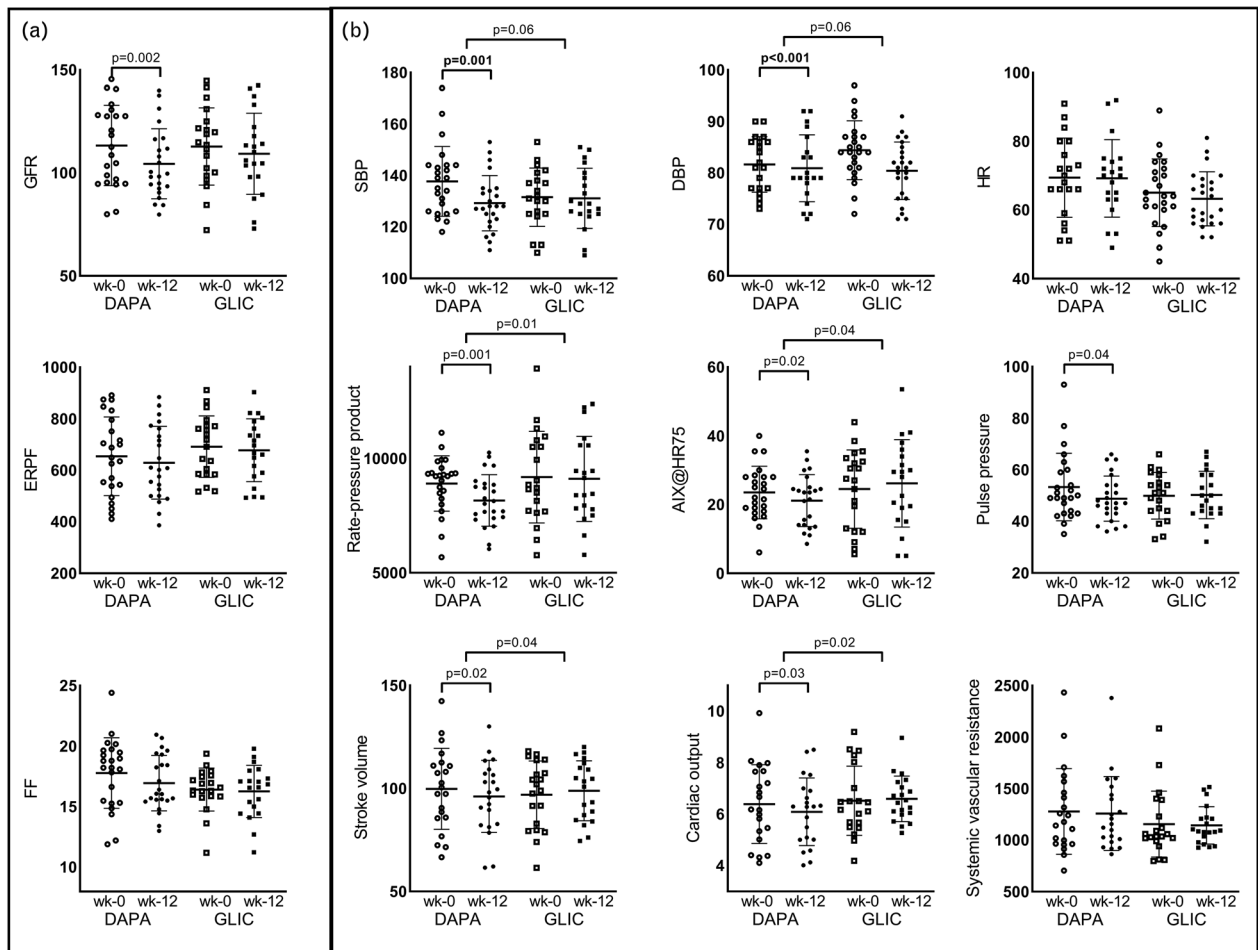 (a)
p=0.002
150
100
50
GFR
wk-0 wk-12 wk-0 wk-12
DAPA GLIC
1000
800
600
400
200
ERPF
wk-0 wk-12 wk-0 wk-12
DAPA GLIC
25
20
15
10
FF
wk-0 wk-12 wk-0 wk-12
DAPA GLIC
(b)
p=0.06
p=0.001
180
160
140
120
100
SBP
wk-0 wk-12 wk-0 wk-12
DAPA GLIC
p=0.06
p<0.001
100
90
80
70
60
DBP
wk-0 wk-12 wk-0 wk-12
DAPA GLIC
100
80
60
40
HR
wk-0 wk-12 wk-0 wk-12
DAPA GLIC
p=0.01
p=0.001
10000
5000
Rate-pressure product
wk-0 wk-12 wk-0 wk-12
DAPA GLIC
p=0.04
p=0.02
60
40
20
0
AIX@HR75
wk-0 wk-12 wk-0 wk-12
DAPA GLIC
p=0.04
100
80
60
40
20
Pulse pressure
wk-0 wk-12 wk-0 wk-12
DAPA GLIC
p=0.04
p=0.02
150
100
50
Stroke volume
wk-0 wk-12 wk-0 wk-12
DAPA GLIC
p=0.02
p=0.03
10
8
6
4
Cardiac output
wk-0 wk-12 wk-0 wk-12
DAPA GLIC
2500
2000
1500
1000
500
Systemic vascular resistance
wk-0 wk-12 wk-0 wk-12
DAPA GLIC